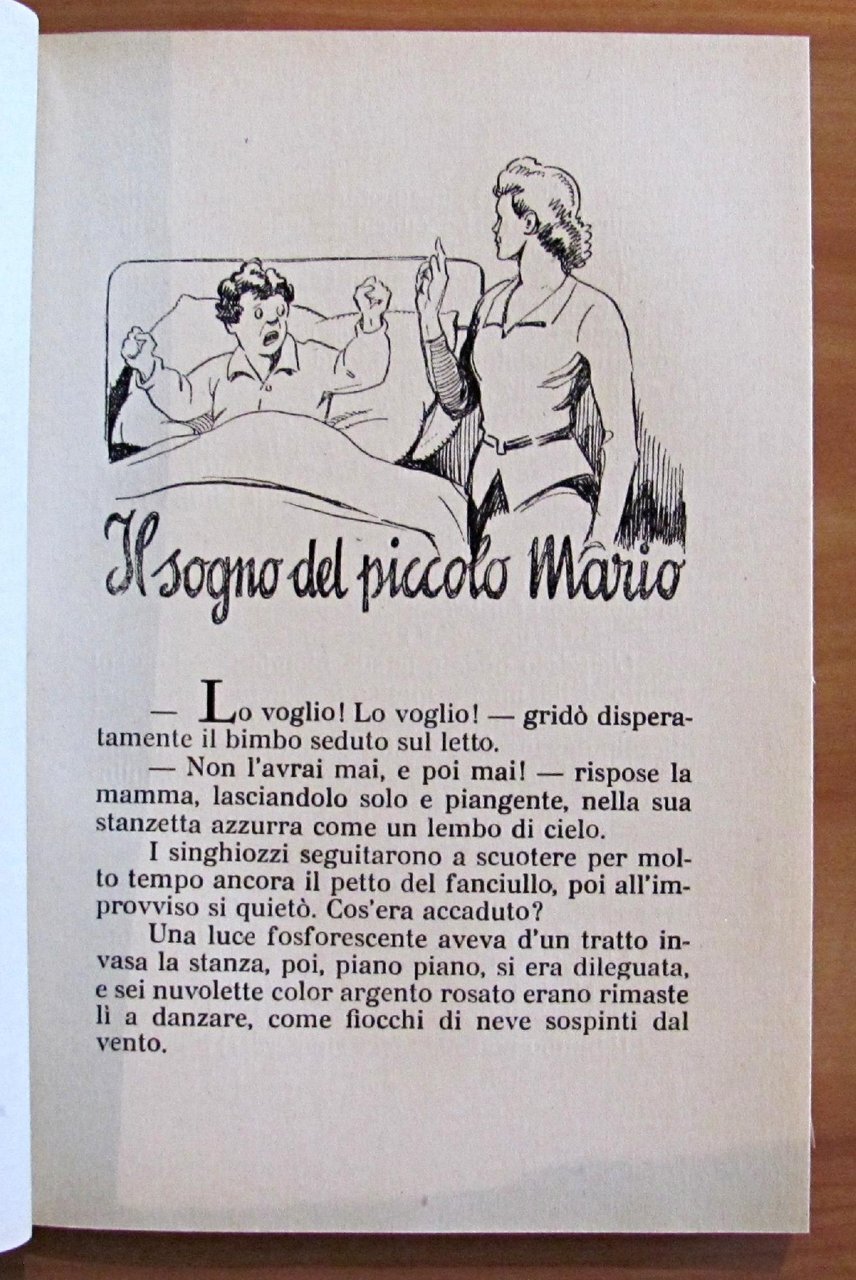 Il sogno del piccolo Mario
— Lo voglio! Lo voglio! — gridò dispera-
tamente il bimbo seduto sul letto.
— Non l'avrai mai, e poi mai! — rispose la
mamma, lasciandolo solo e piangente, nella sua
stanzetta azzurra come un lembo di cielo.
I singhiozzi seguitarono a scuotere per mol-
to tempo ancora il petto del fanciullo, poi all'im-
provviso si quietò. Cos'era accaduto?
Una luce fosforescente aveva d'un tratto in-
vasa la stanza, poi, piano piano, si era dileguata,
e sei nuvolette color argento rosato erano rimaste
lì a danzare, come fiocchi di neve sospinti dal
vento.